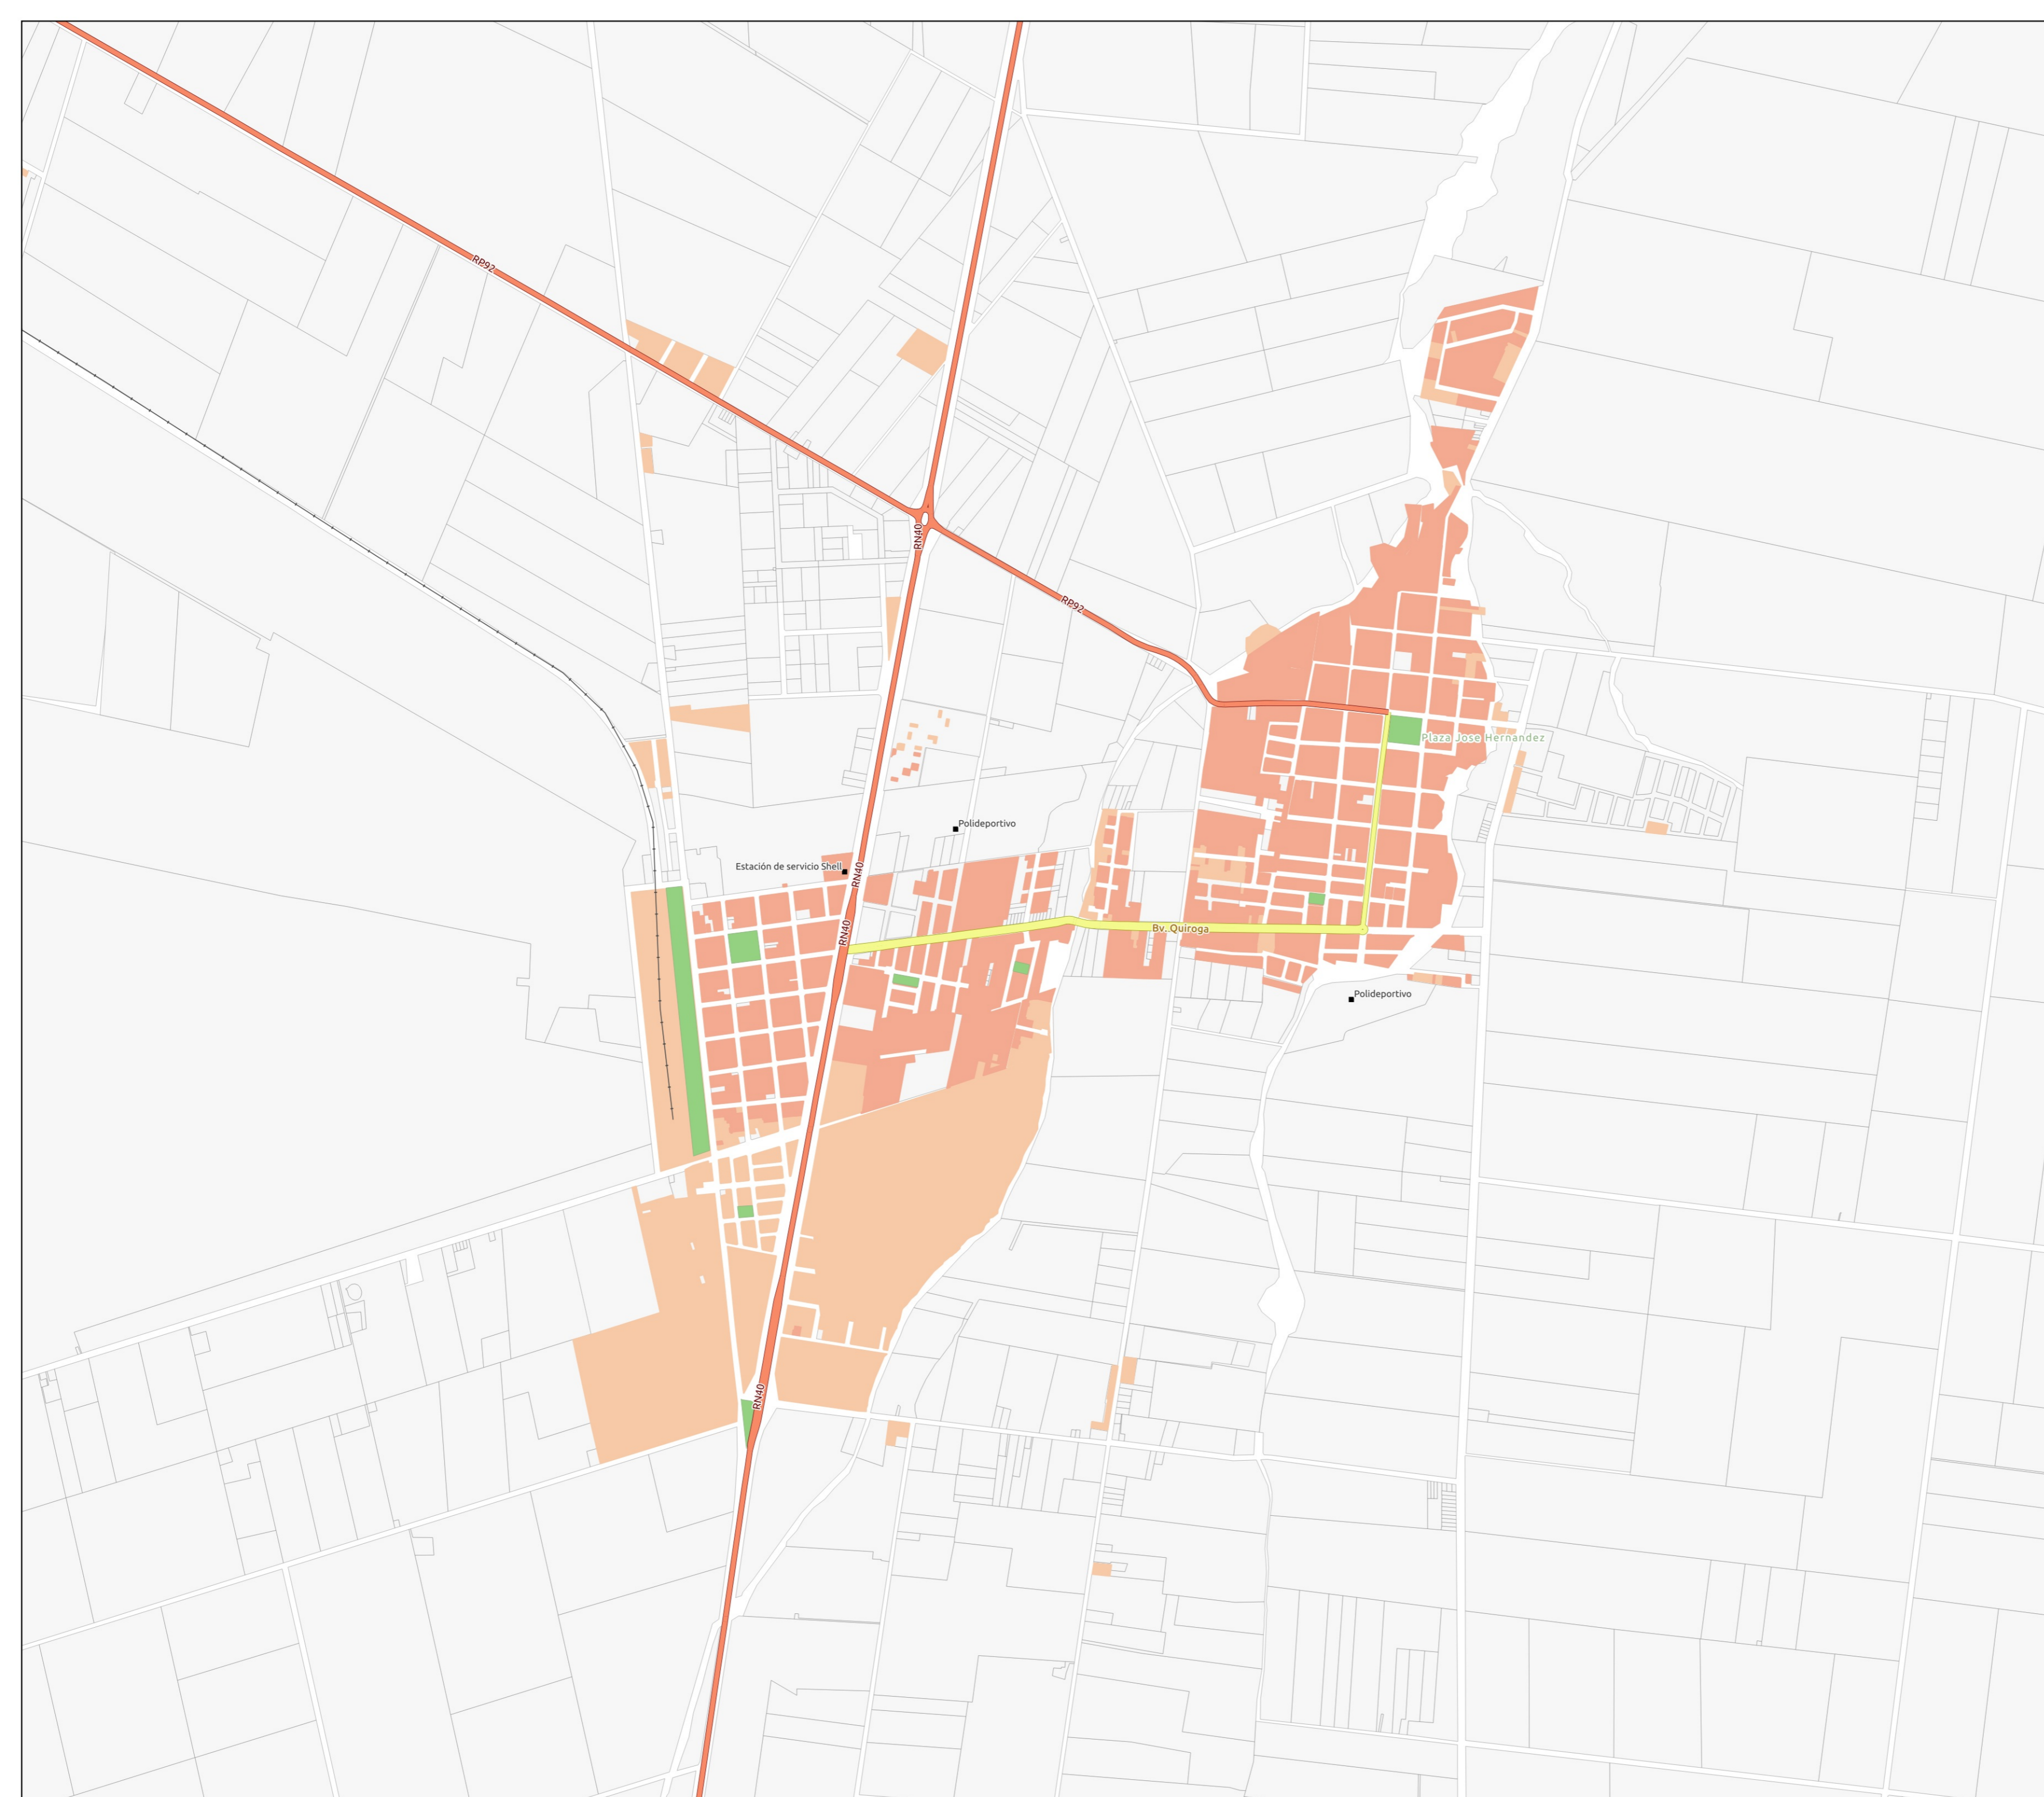 RP92
RN40
RP92
Plaza Jose Hernandez
Polideportivo
Estación de servicio Shell
RN40
RN40
Bv. Quiroga
Polideportivo
RN40